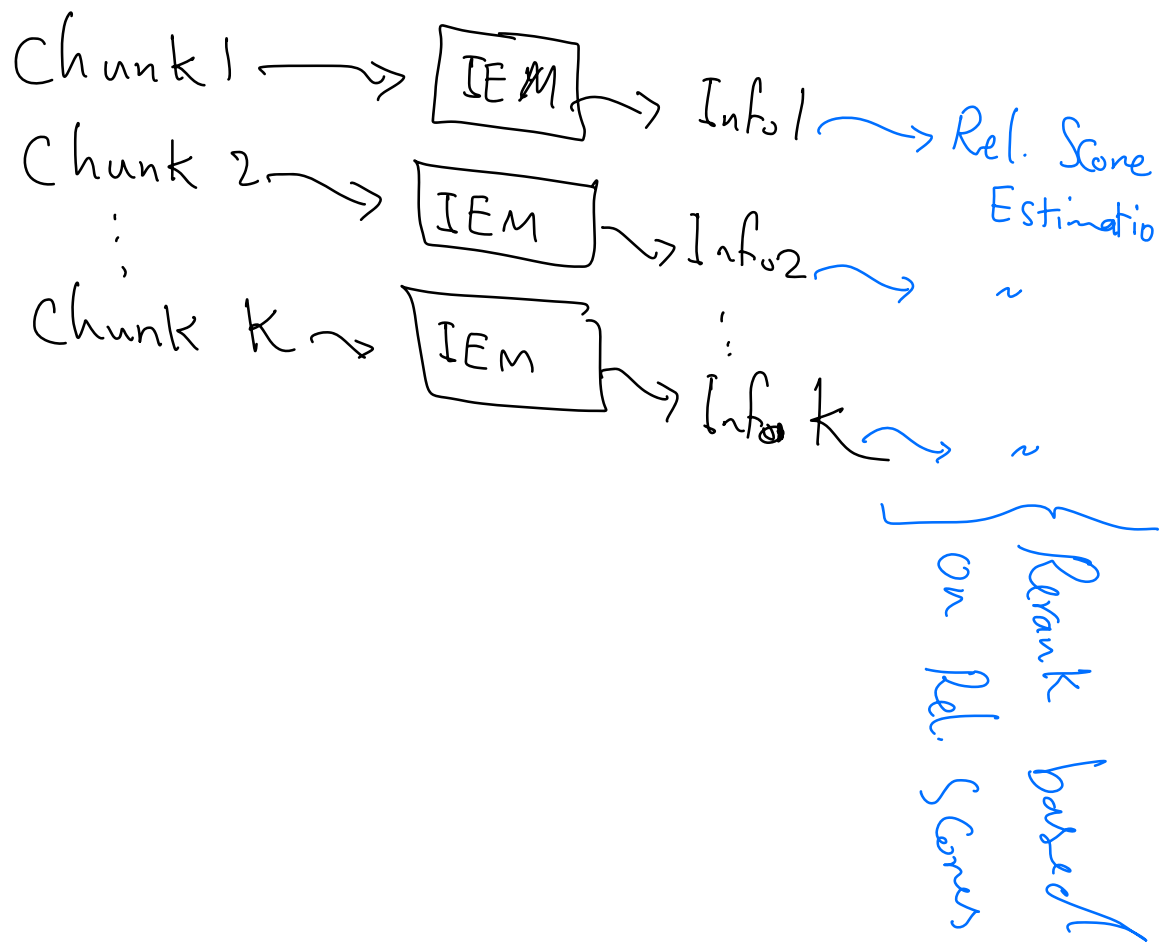 Chunk 1
IEM
Info 1
Rel. Score
Estimatio
Chunk 2
IEM
Info 2
~
Chunk K
IEM
Info K
~
Rerank based
on Rel. Scores